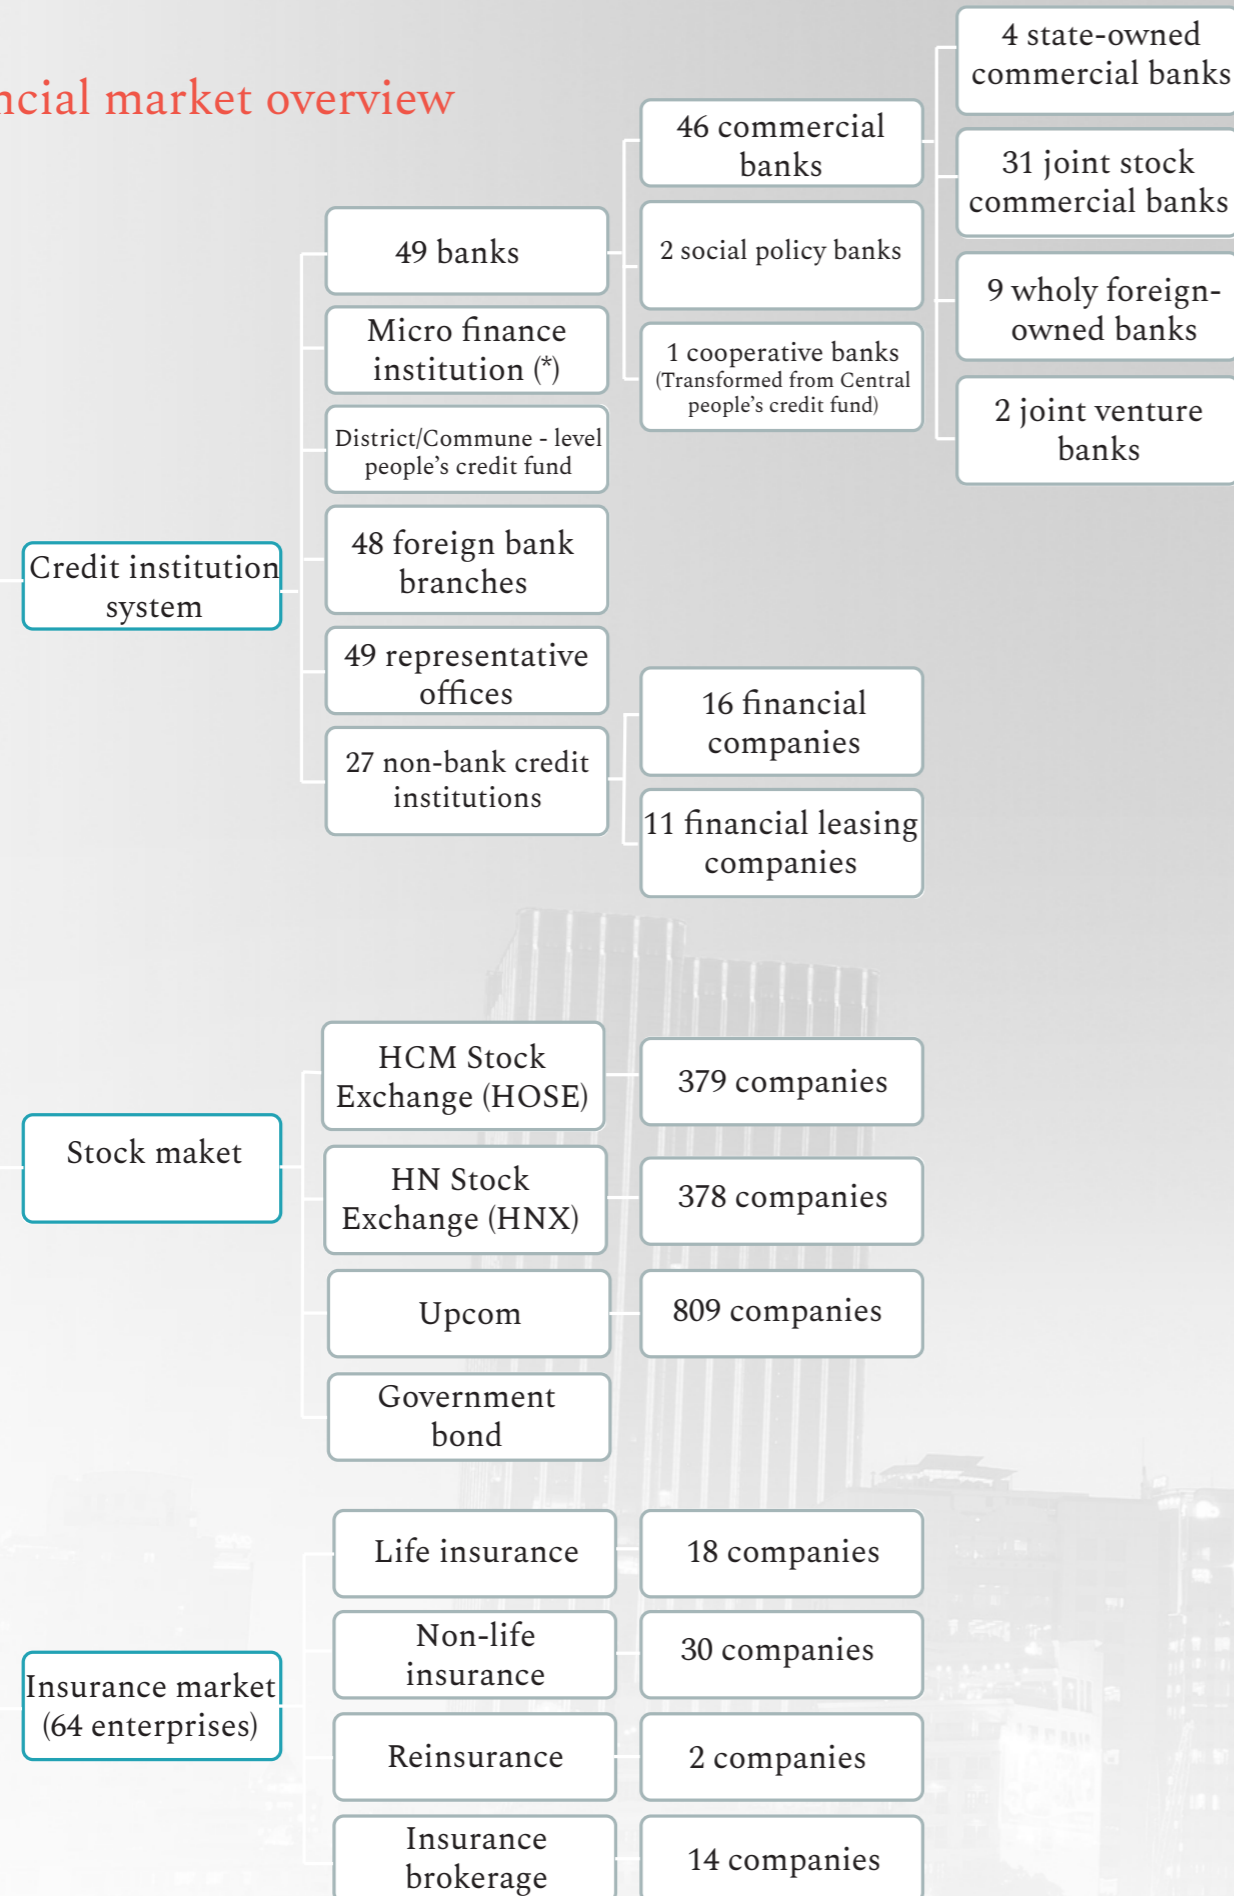 ncial market overview
4 state-owned
commercial banks
46 commercial
banks
31 joint stock
commercial banks
49 banks
2 social policy banks
9 wholy foreign-
owned banks
Micro finance
institution (*)
1 cooperative banks
(Transformed from Central
people's credit fund)
2 joint venture
banks
District/Commune - level
people's credit fund
48 foreign bank
branches
Credit institution
system
49 representative
offices
16 financial
companies
27 non-bank credit
institutions
11 financial leasing
companies
HCM Stock
Exchange (HOSE)
379 companies
Stock maket
HN Stock
Exchange (HNX)
378 companies
Upcom
809 companies
Government
bond
Life insurance
18 companies
Non-life
insurance
30 companies
Insurance market
(64 enterprises)
Reinsurance
2 companies
Insurance
brokerage
14 companies